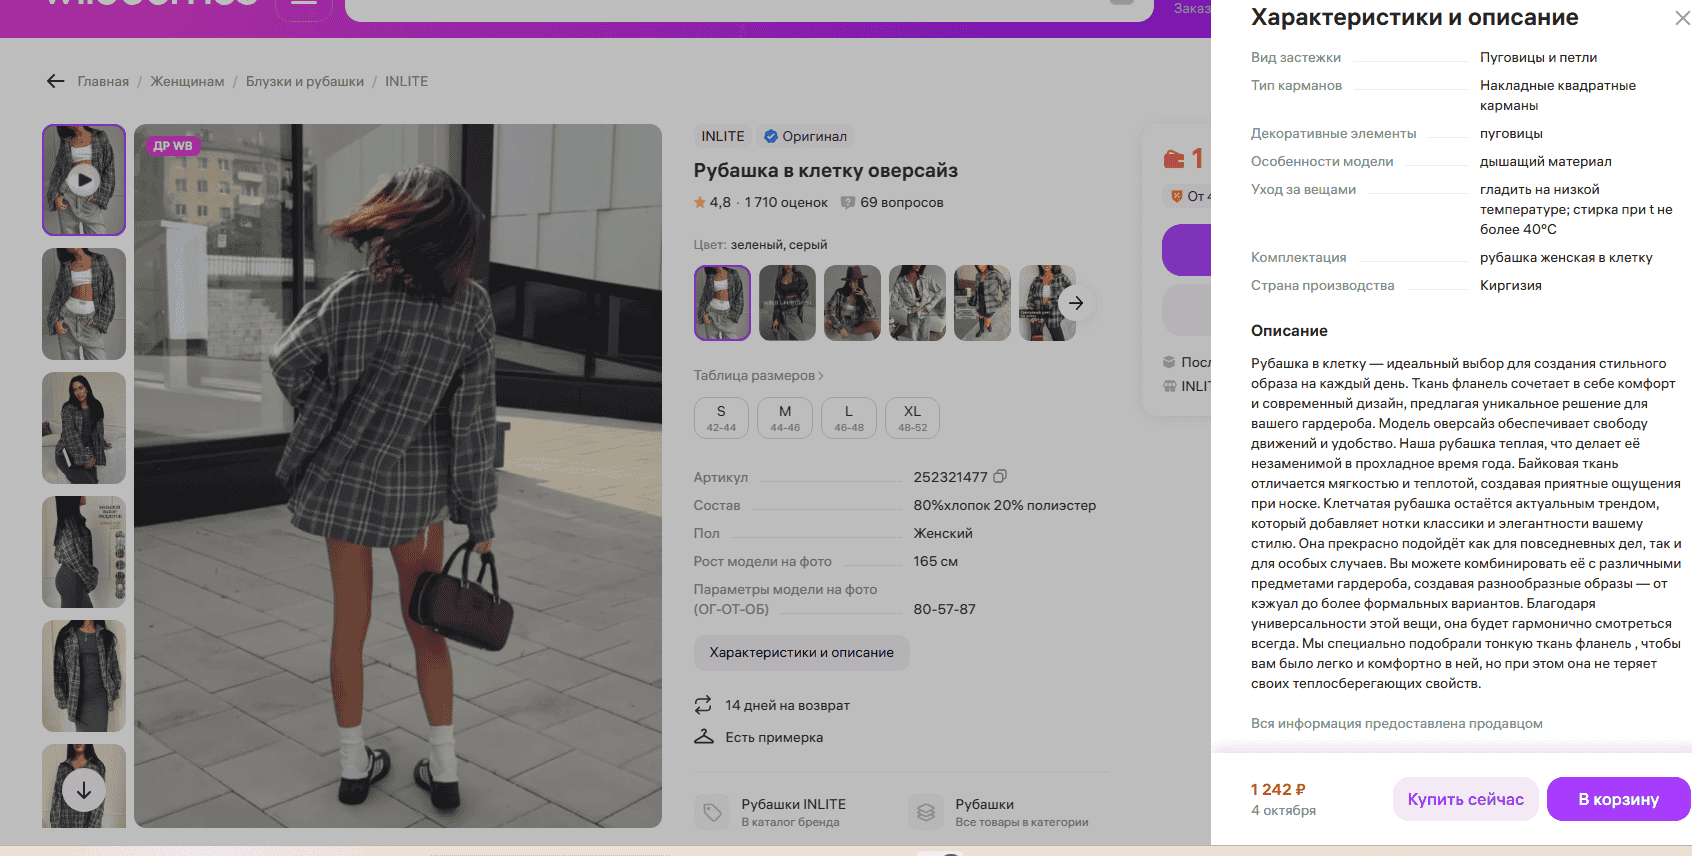 Заказ
Главная / Женщинам / Блузки и рубашки / INLITE
ДР WB
INLITE
Оригинал
Рубашка в клетку оверсайз
4,8 · 1 710 оценок
69 вопросов
Цвет: зеленый, серый
Таблица размеров
S
42-44
M
44-46
L
46-48
XL
48-52
Артикул 252321477
Состав 80%хлопок 20% полиэстер
Пол Женский
Рост модели на фото 165 см
Параметры модели на фото
(ОГ-ОТ-ОБ) 80-57-87
Характеристики и описание
14 дней на возврат
Есть примерка
Рубашки INLITE
В каталог бренда
Рубашки
Все товары в категории
1
От 4
Посл
INLIT
Характеристики и описание
Вид застежки Пуговицы и петли
Тип карманов Накладные квадратные
карманы
Декоративные элементы пуговицы
Особенности модели дышащий материал
Уход за вещами гладить на низкой
температуре; стирка при t не
более 40°C
Комплектация рубашка женская в клетку
Страна производства Киргизия
Описание
Рубашка в клетку — идеальный выбор для создания стильного
образа на каждый день. Ткань фланель сочетает в себе комфорт
и современный дизайн, предлагая уникальное решение для
вашего гардероба. Модель оверсайз обеспечивает свободу
движений и удобство. Наша рубашка теплая, что делает её
незаменимой в прохладное время года. Байковая ткань
отличается мягкостью и теплотой, создавая приятные ощущения
при носке. Клетчатая рубашка остаётся актуальным трендом,
который добавляет нотки классики и элегантности вашему
стилю. Она прекрасно подойдёт как для повседневных дел, так и
для особых случаев. Вы можете комбинировать её с различными
предметами гардероба, создавая разнообразные образы — от
кэжуал до более формальных вариантов. Благодаря
универсальности этой вещи, она будет гармонично смотреться
всегда. Мы специально подобрали тонкую ткань фланель , чтобы
вам было легко и комфортно в ней, но при этом она не теряет
своих теплосберегающих свойств.
Вся информация предоставлена продавцом
1 242 ₽
4 октября
Купить сейчас
В корзину